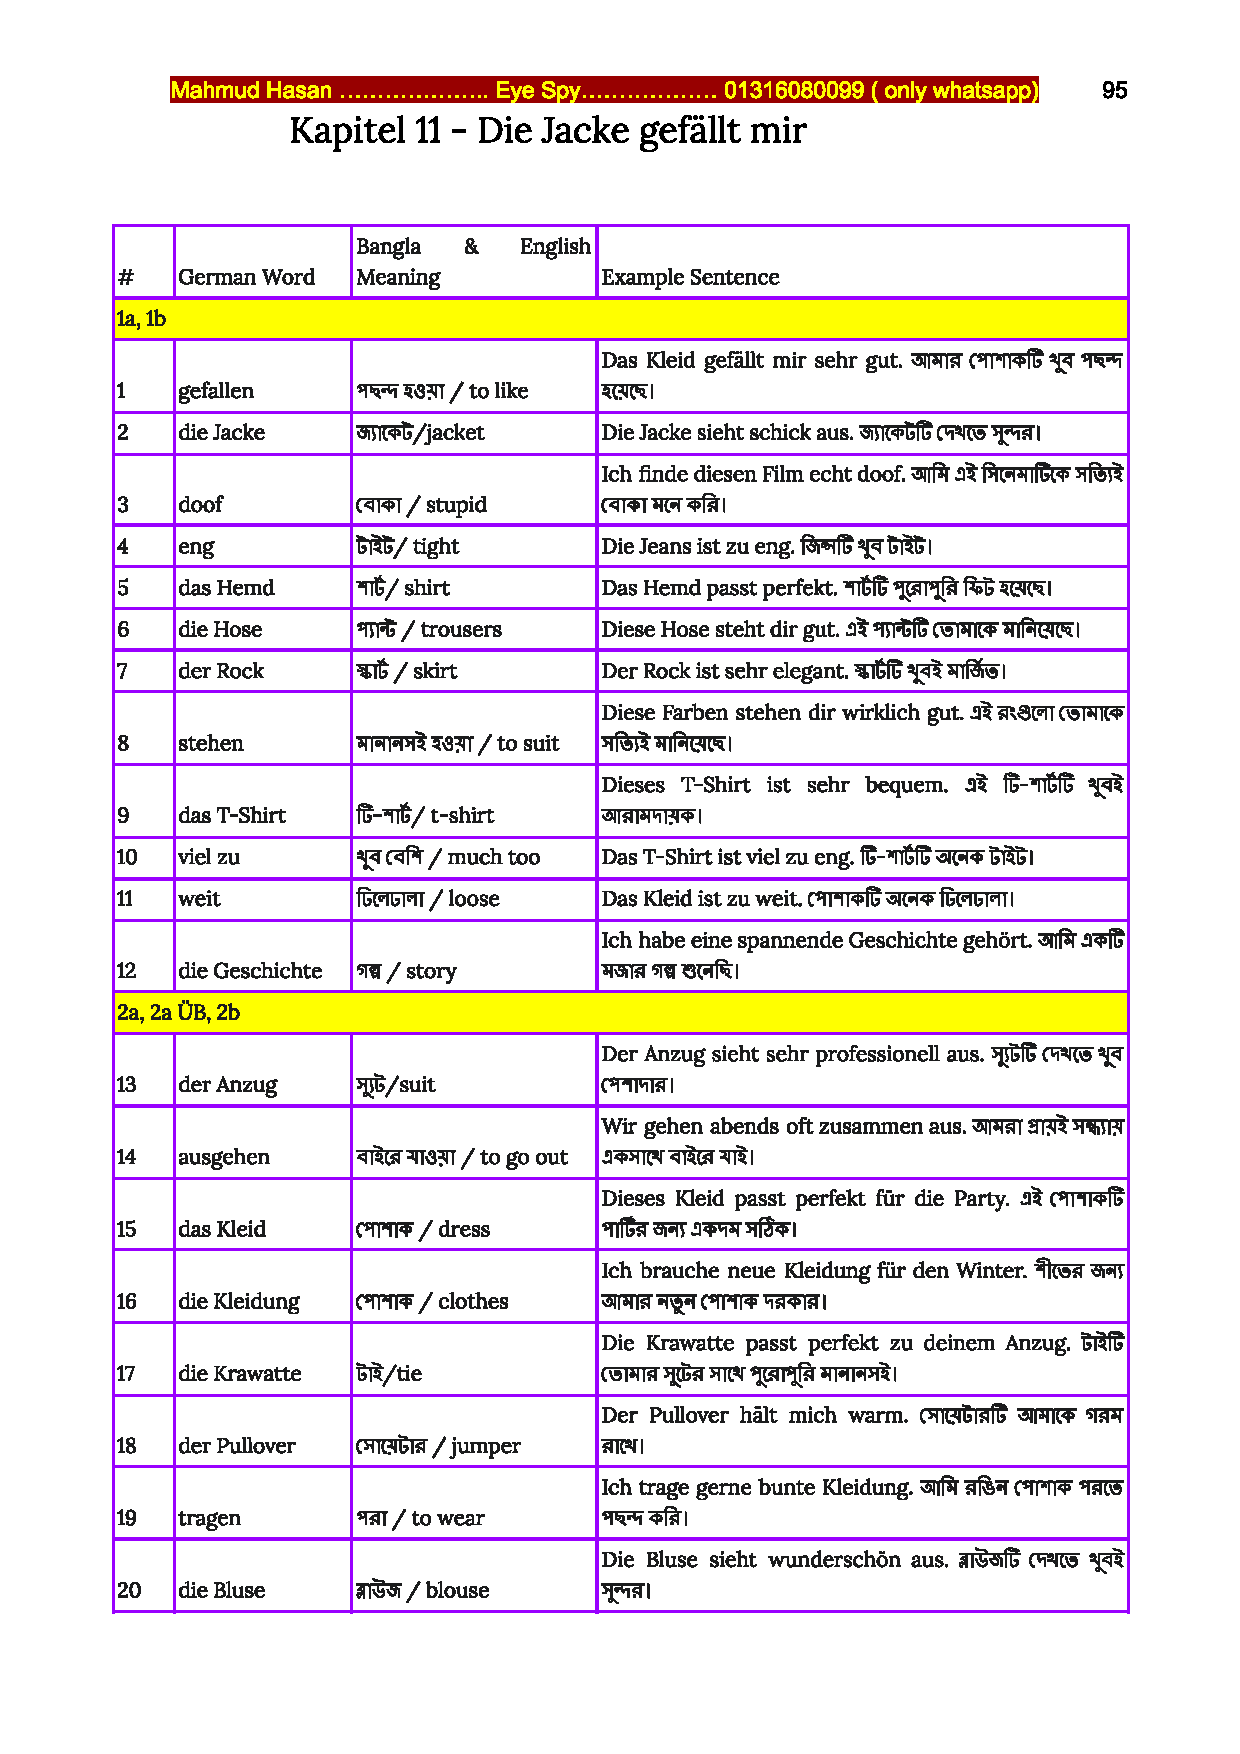 Mahmud Hasan ……………….. Eye Spy……………… 01316080099 ( only whatsapp) 95
Kapitel 11 - Die Jacke gefällt mir
Bangla & English
# German Word Meaning Example Sentence
1a, 1b
Das Kleid gefällt mir sehr gut. আমার পোশাকটি খুব পছন্দ
1 gefallen পছন্দ হওয়া / to like হয়েছে।
2 die Jacke জ্যাকেট/jacket Die Jacke sieht schick aus. জ্যাকেটটি দেখতে সুন্দর।
Ich finde diesen Film echt doof. আমি এই সিনেমাটিকে সত্যিই
3 doof বোকা / stupid বোকা মনে করি।
4 eng টাইট/ tight Die Jeans ist zu eng. জিন্সটি খুব টাইট।
5 das Hemd শার্ট/ shirt Das Hemd passt perfekt. শার্টটি পুরোপুরি ফিট হয়েছে।
6 die Hose প্যান্ট / trousers Diese Hose steht dir gut. এই প্যান্টটি তোমাকে মানিয়েছে।
7 der Rock স্কার্ট / skirt Der Rock ist sehr elegant. স্কার্টটি খুবই মার্জিত।
Diese Farben stehen dir wirklich gut. এই রংগুলো তোমাকে
8 stehen মানানসই হওয়া / to suit সত্যিই মানিয়েছে।
Dieses T-Shirt ist sehr bequem. এই টি-শার্টটি খুবই
9 das T-Shirt টি-শার্ট/ t-shirt আরামদায়ক।
10 viel zu খুব বেশি / much too Das T-Shirt ist viel zu eng. টি-শার্টটি অনেক টাইট।
11 weit ঢিলেঢালা / loose Das Kleid ist zu weit. পোশাকটি অনেক ঢিলেঢালা।
Ich habe eine spannende Geschichte gehört. আমি একটি
12 die Geschichte গল্প / story মজার গল্প শুনেছি।
2a, 2a ÜB, 2b
Der Anzug sieht sehr professionell aus. স্যুটটি দেখতে খুব
13 der Anzug স্যুট/suit পেশাদার।
Wir gehen abends oft zusammen aus. আমরা প্রায়ই সন্ধ্যায়
14 ausgehen বাইরে যাওয়া / to go out একসাথে বাইরে যাই।
Dieses Kleid passt perfekt für die Party. এই পোশাকটি
15 das Kleid পোশাক / dress পার্টির জন্য একদম সঠিক।
Ich brauche neue Kleidung für den Winter. শীতের জন্য
16 die Kleidung পোশাক / clothes আমার নতুন পোশাক দরকার।
Die Krawatte passt perfekt zu deinem Anzug. টাইটি
17 die Krawatte টাই/tie তোমার সুটের সাথে পুরোপুরি মানানসই।
Der Pullover hält mich warm. সোয়েটারটি আমাকে গরম
18 der Pullover সোয়েটার / jumper রাখে।
Ich trage gerne bunte Kleidung. আমি রঙিন পোশাক পরতে
19 tragen পরা / to wear পছন্দ করি।
Die Bluse sieht wunderschön aus. ব্লাউজটি দেখতে খুবই
20 die Bluse ব্লাউজ / blouse সুন্দর।